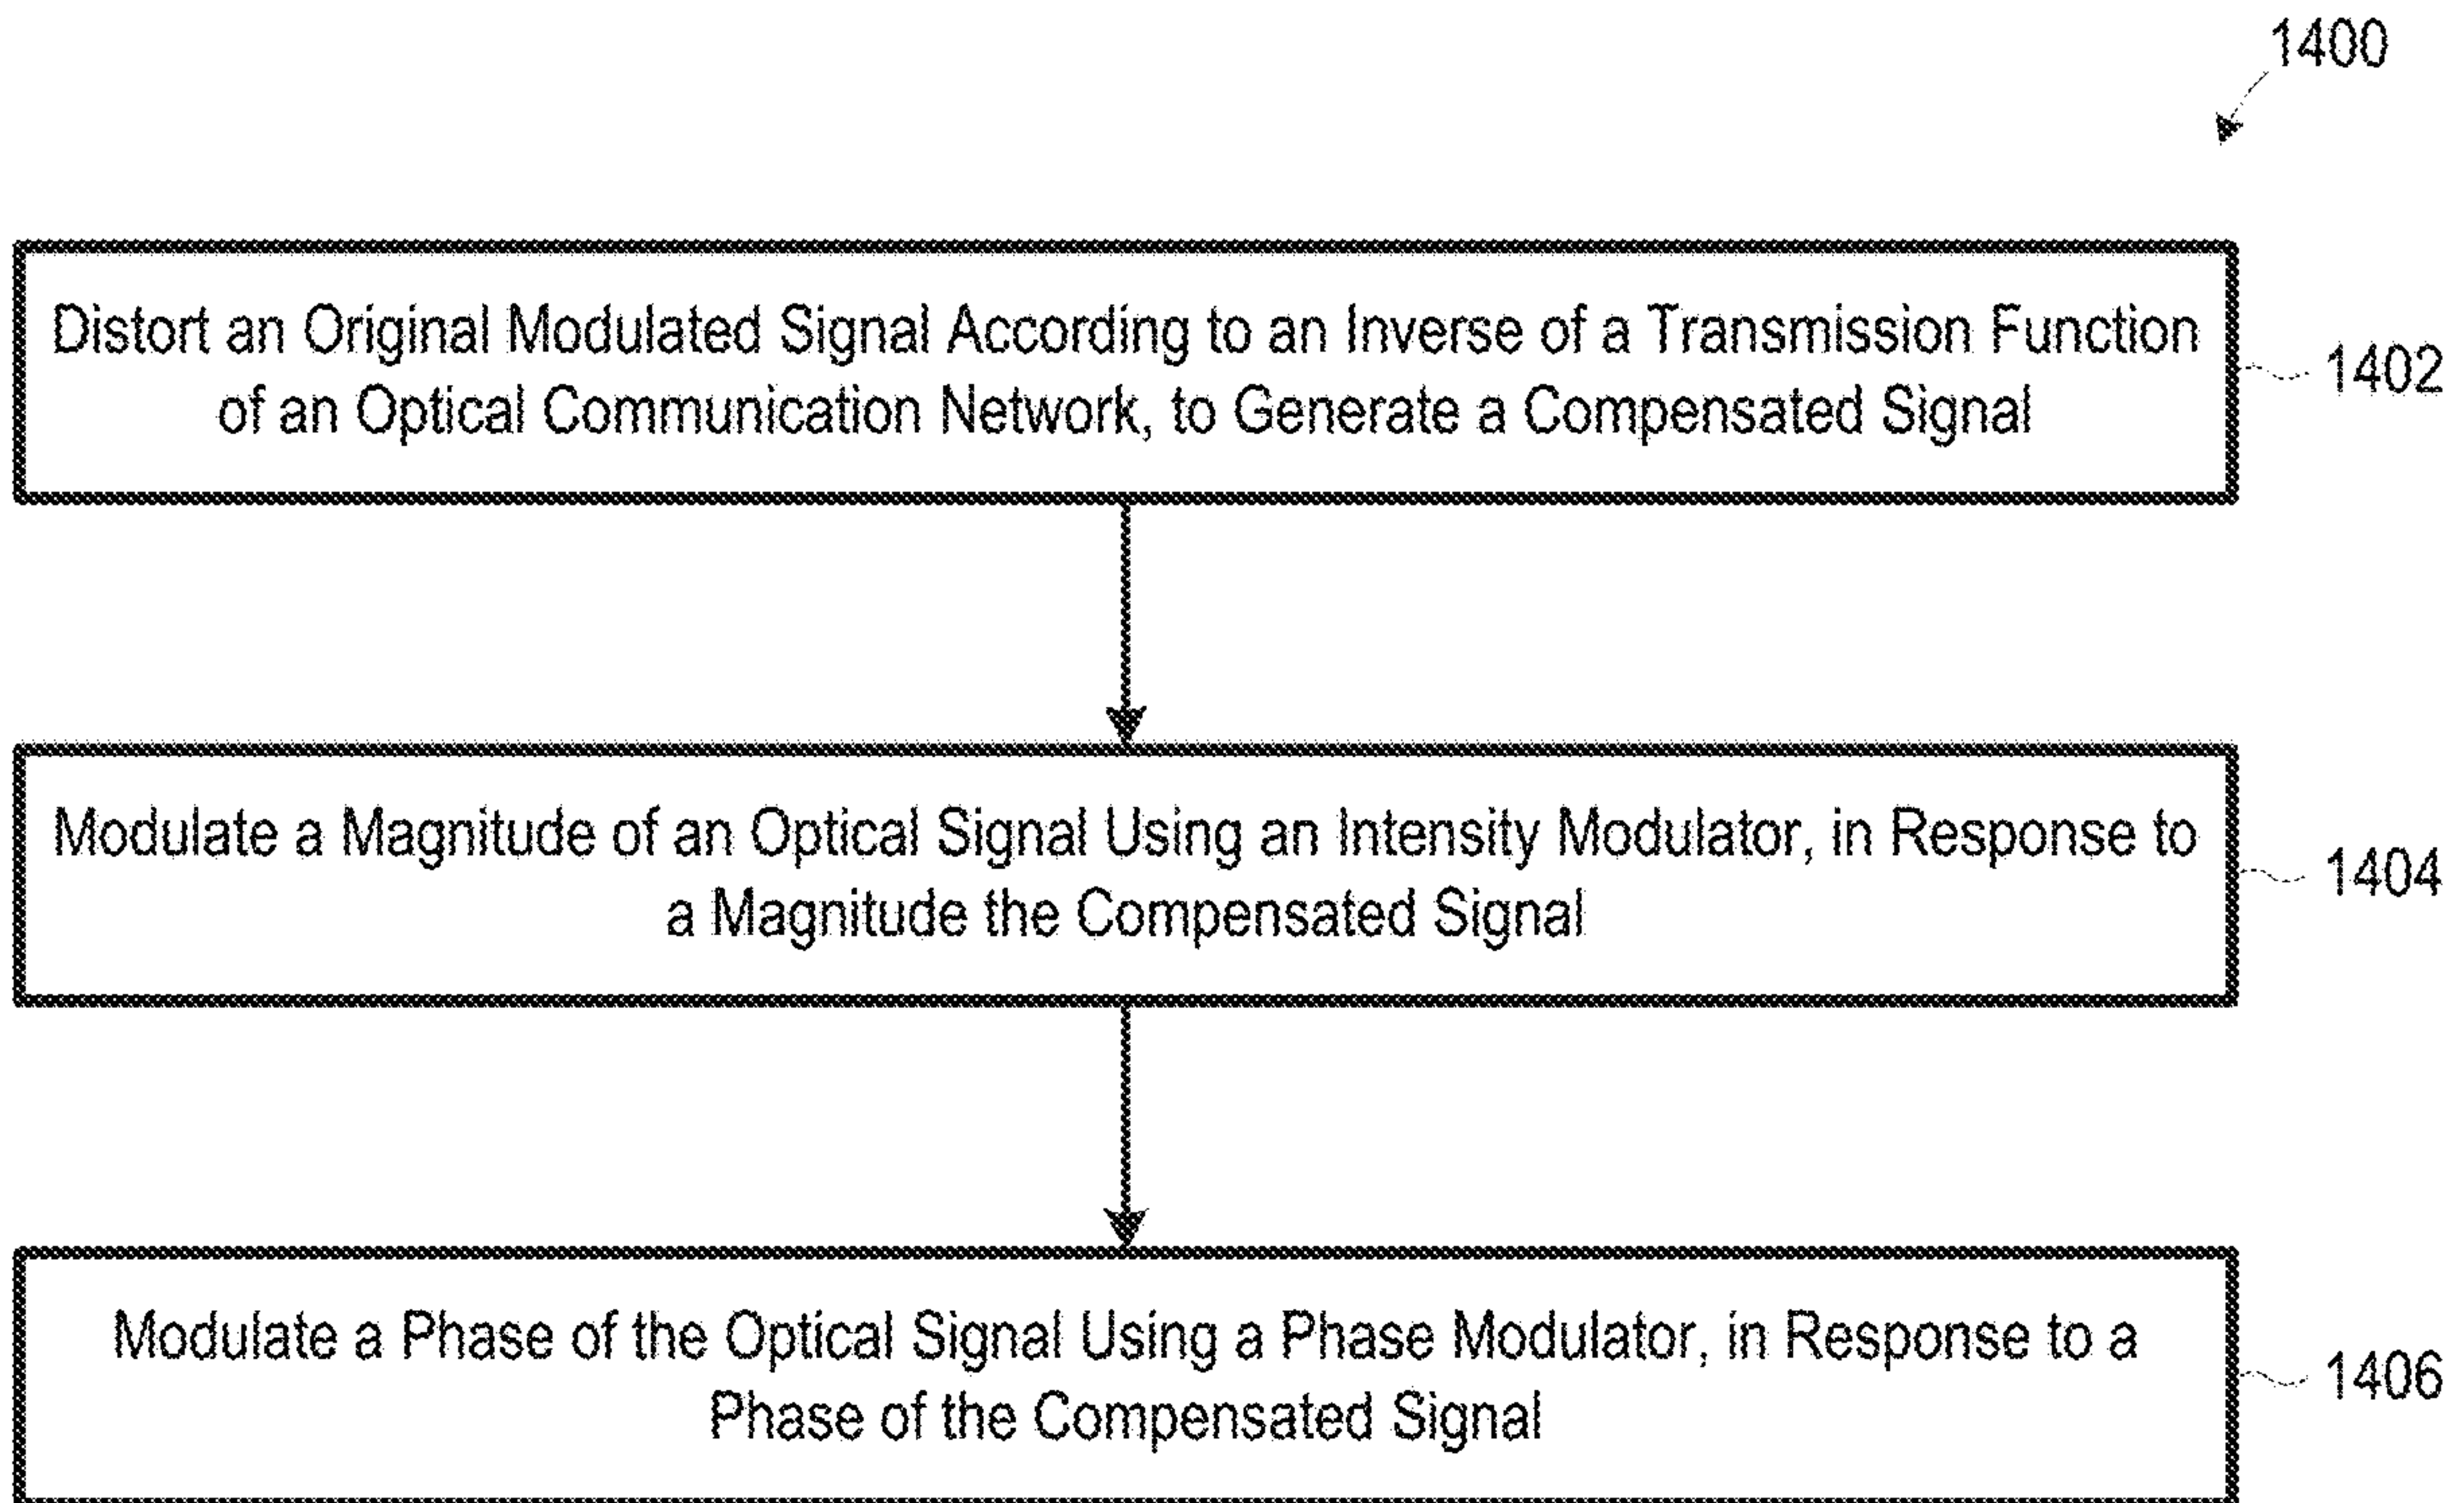 1400
Distort an Original Modulated Signal According to an Inverse of a Transmission Function
of an Optical Communication Network, to Generate a Compensated Signal
1402
Modulate a Magnitude of an Optical Signal Using an Intensity Modulator, in Response to
a Magnitude the Compensated Signal
1404
Modulate a Phase of the Optical Signal Using a Phase Modulator, in Response to a
Phase of the Compensated Signal
1406